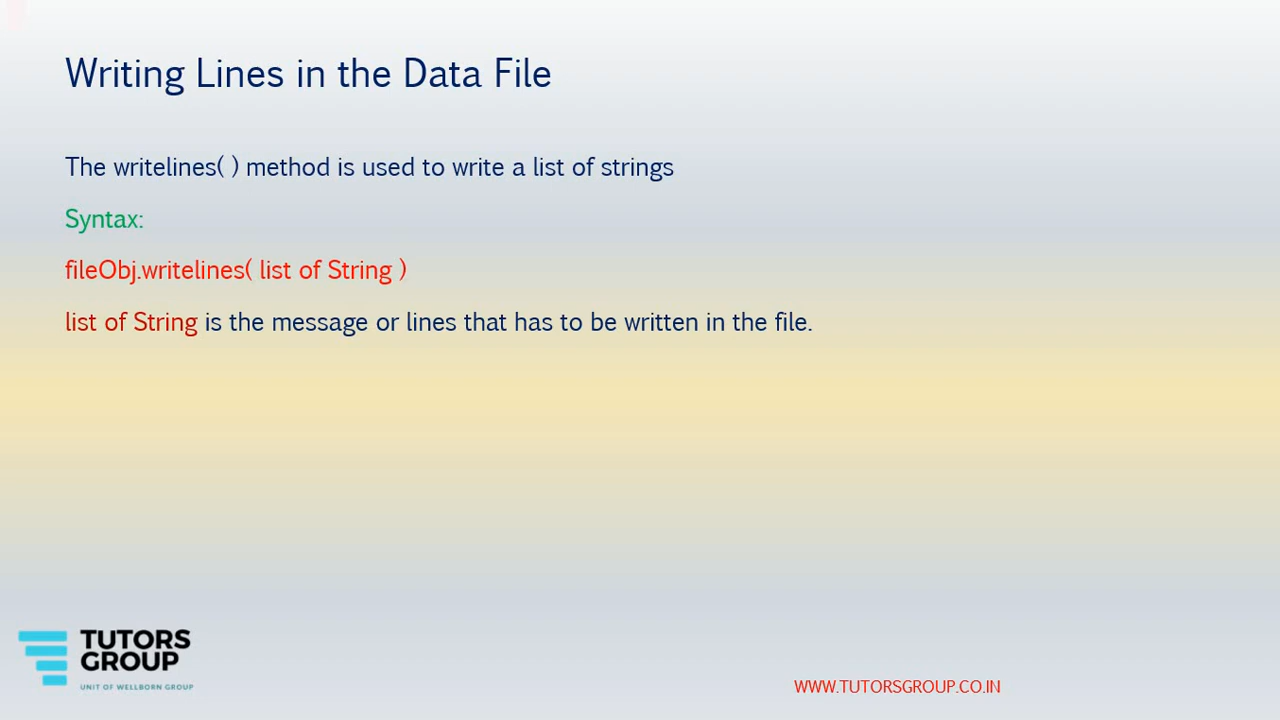 Writing Lines in the Data File
The writelines( ) method is used to write a list of strings
Syntax:
fileObj.writelines( list of String )
list of String is the message or lines that has to be written in the file.
TUTORS
GROUP
UNIT OF WELLBORN GROUP
WWW.TUTORSGROUP.CO.IN